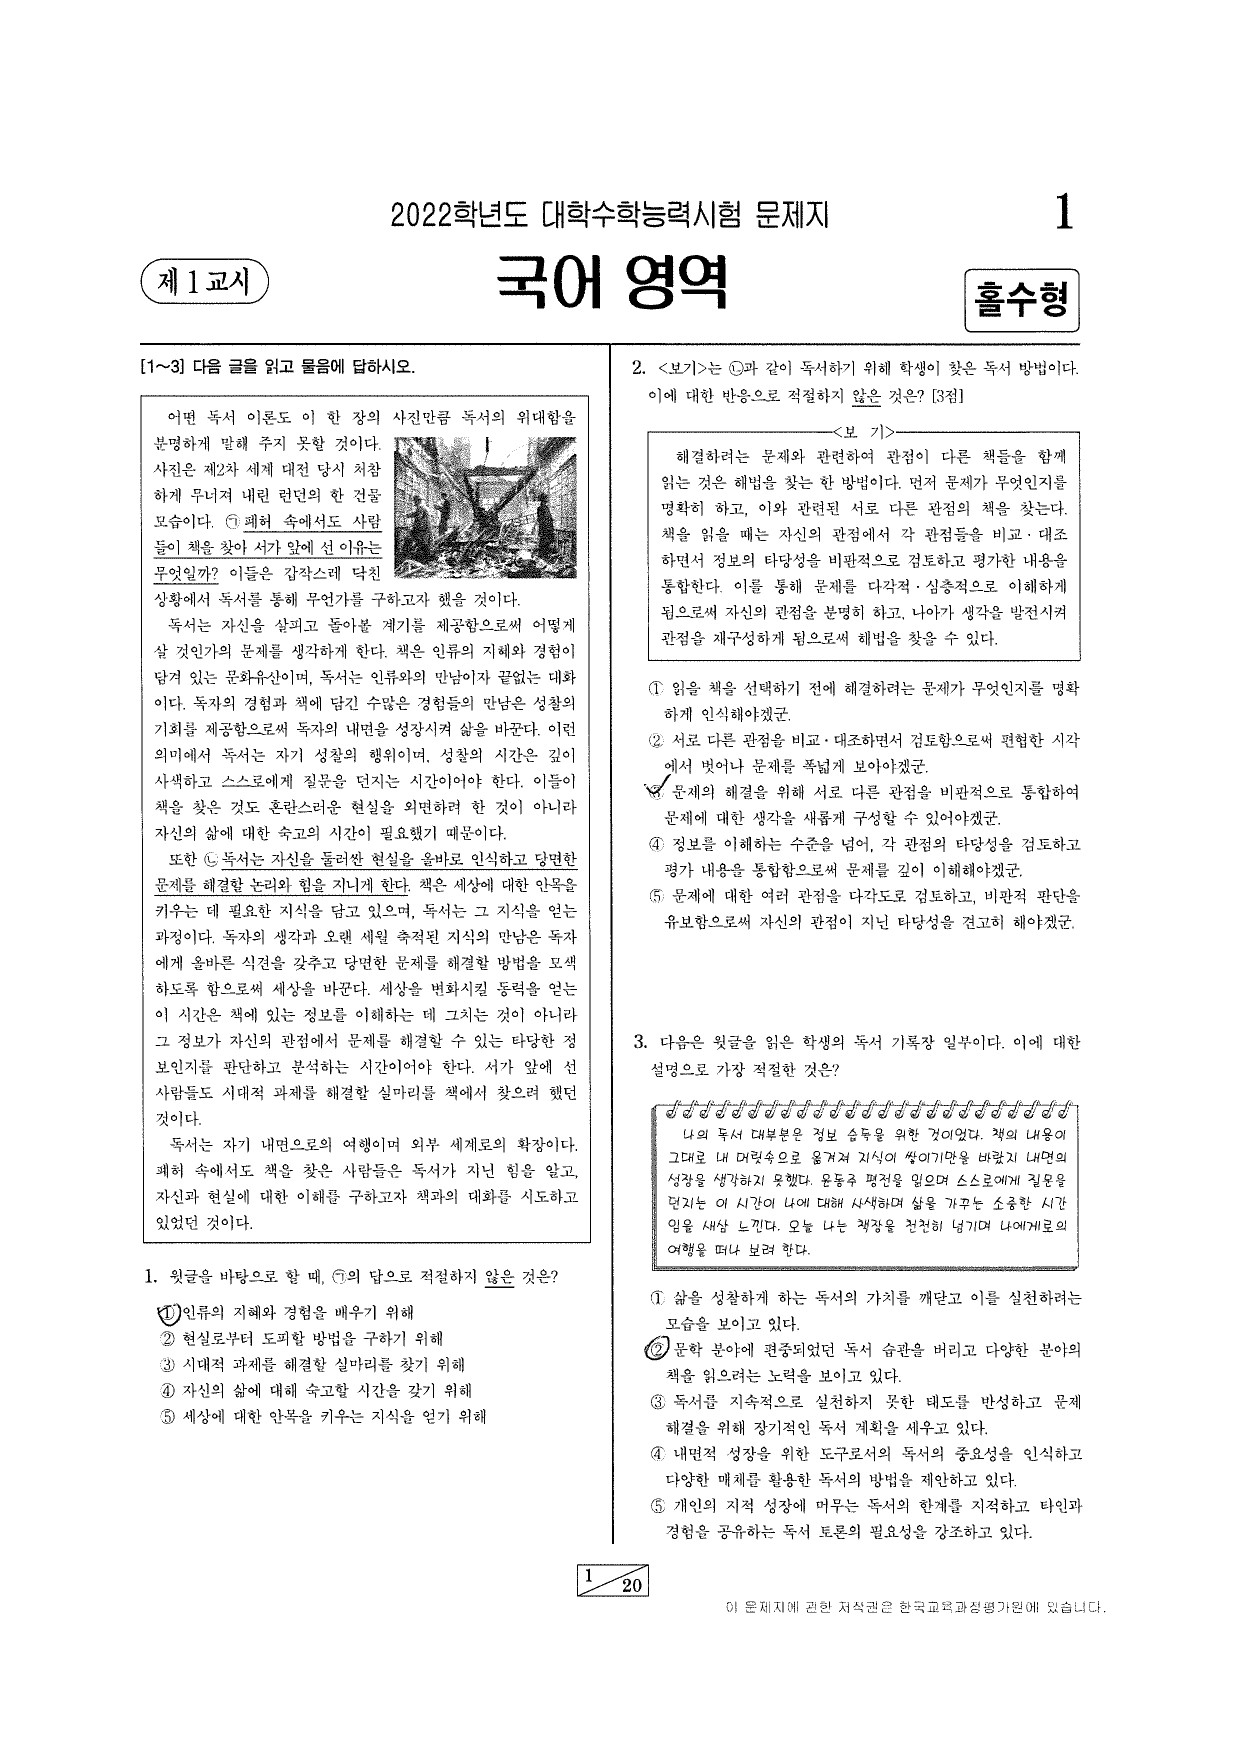 2022학년도 대학수학능력시험 문제지
1
제 1 교시
국어 영역
홀수형
[1～3] 다음 글을 읽고 물음에 답하시오.
어떤 독서 이론도 이 한 장의 사진만큼 독서의 위대함을
분명하게 말해 주지 못할 것이다.
사진은 제2차 세계 대전 당시 처참
하게 무너져 내린 런던의 한 건물
모습이다. ㉠폐허 속에서도 사람
들이 책을 찾아 서가 앞에 선 이유는
무엇일까? 이들은 갑작스레 닥친
상황에서 독서를 통해 무언가를 구하고자 했을 것이다.
독서는 자신을 살피고 돌아볼 계기를 제공함으로써 어떻게
살 것인가의 문제를 생각하게 한다. 책은 인류의 지혜와 경험이
담겨 있는 문화유산이며, 독서는 인류와의 만남이자 끝없는 대화
이다. 독자의 경험과 책에 담긴 수많은 경험들의 만남은 성찰의
기회를 제공함으로써 독자의 내면을 성장시켜 삶을 바꾼다. 이런
의미에서 독서는 자기 성찰의 행위이며, 성찰의 시간은 깊이
사색하고 스스로에게 질문을 던지는 시간이어야 한다. 이들이
책을 찾은 것도 혼란스러운 현실을 외면하려 한 것이 아니라
자신의 삶에 대한 숙고의 시간이 필요했기 때문이다.
또한 ㉡독서는 자신을 둘러싼 현실을 올바로 인식하고 당면한
문제를 해결할 논리와 힘을 지니게 한다. 책은 세상에 대한 안목을
키우는 데 필요한 지식을 담고 있으며, 독서는 그 지식을 얻는
과정이다. 독자의 생각과 오랜 세월 축적된 지식의 만남은 독자
에게 올바른 식견을 갖추고 당면한 문제를 해결할 방법을 모색
하도록 함으로써 세상을 바꾼다. 세상을 변화시킬 동력을 얻는
이 시간은 책에 있는 정보를 이해하는 데 그치는 것이 아니라
그 정보가 자신의 관점에서 문제를 해결할 수 있는 타당한 정
보인지를 판단하고 분석하는 시간이어야 한다. 서가 앞에 선
사람들도 시대적 과제를 해결할 실마리를 책에서 찾으려 했던
것이다.
독서는 자기 내면으로의 여행이며 외부 세계로의 확장이다.
폐허 속에서도 책을 찾은 사람들은 독서가 지닌 힘을 알고,
자신과 현실에 대한 이해를 구하고자 책과의 대화를 시도하고
있었던 것이다.
1. 윗글을 바탕으로 할 때, ㉠의 답으로 적절하지 않은 것은?
① 인류의 지혜와 경험을 배우기 위해
② 현실로부터 도피할 방법을 구하기 위해
③ 시대적 과제를 해결할 실마리를 찾기 위해
④ 자신의 삶에 대해 숙고할 시간을 갖기 위해
⑤ 세상에 대한 안목을 키우는 지식을 얻기 위해
2. <보기>는 ㉡과 같이 독서하기 위해 학생이 찾은 독서 방법이다.
이에 대한 반응으로 적절하지 않은 것은? [3점]
<보 기>
해결하려는 문제와 관련하여 관점이 다른 책들을 함께
읽는 것은 해법을 찾는 한 방법이다. 먼저 문제가 무엇인지를
명확히 하고, 이와 관련된 서로 다른 관점의 책을 찾는다.
책을 읽을 때는 자신의 관점에서 각 관점들을 비교·대조
하면서 정보의 타당성을 비판적으로 검토하고 평가한 내용을
통합한다. 이를 통해 문제를 다각적·심층적으로 이해하게
됨으로써 자신의 관점을 분명히 하고, 나아가 생각을 발전시켜
관점을 재구성하게 됨으로써 해법을 찾을 수 있다.
① 읽을 책을 선택하기 전에 해결하려는 문제가 무엇인지를 명확
하게 인식해야겠군.
② 서로 다른 관점을 비교·대조하면서 검토함으로써 편협한 시각
에서 벗어나 문제를 폭넓게 보아야겠군.
③ 문제의 해결을 위해 서로 다른 관점을 비판적으로 통합하여
문제에 대한 생각을 새롭게 구성할 수 있어야겠군.
④ 정보를 이해하는 수준을 넘어, 각 관점의 타당성을 검토하고
평가 내용을 통합함으로써 문제를 깊이 이해해야겠군.
⑤ 문제에 대한 여러 관점을 다각도로 검토하고, 비판적 판단을
유보함으로써 자신의 관점이 지닌 타당성을 견고히 해야겠군.
3. 다음은 윗글을 읽은 학생의 독서 기록장 일부이다. 이에 대한
설명으로 가장 적절한 것은?
나의 독서 대부분은 정보 습득을 위한 것이었다. 책의 내용이
그대로 내 머릿속으로 옮겨져 지식이 쌓이기만을 바랐지 내면의
성장을 생각하지 못했다. 윤동주 평전을 읽으며 스스로에게 질문을
던지는 이 시간이 나에 대해 사색하며 삶을 가꾸는 소중한 시간
임을 새삼 느낀다. 오늘 나는 책장을 천천히 넘기며 나에게로의
여행을 떠나 보려 한다.
① 삶을 성찰하게 하는 독서의 가치를 깨닫고 이를 실천하려는
모습을 보이고 있다.
② 문학 분야에 편중되었던 독서 습관을 버리고 다양한 분야의
책을 읽으려는 노력을 보이고 있다.
③ 독서를 지속적으로 실천하지 못한 태도를 반성하고 문제
해결을 위해 장기적인 독서 계획을 세우고 있다.
④ 내면적 성장을 위한 도구로서의 독서의 중요성을 인식하고
다양한 매체를 활용한 독서의 방법을 제안하고 있다.
⑤ 개인의 지적 성장에 머무는 독서의 한계를 지적하고 타인과
경험을 공유하는 독서 토론의 필요성을 강조하고 있다.
1
20
이 문제지에 관한 저작권은 한국교육과정평가원에 있습니다.